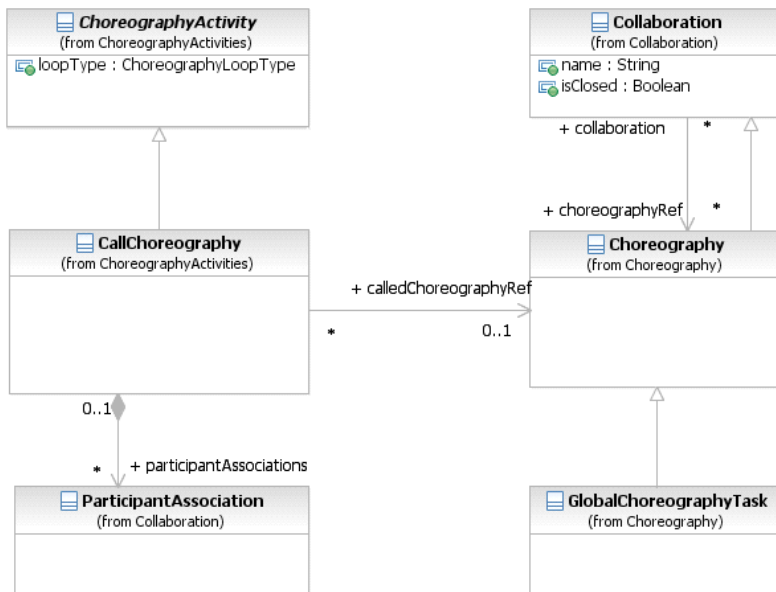 ChoreographyActivity
(from ChoreographyActivities)
loopType : ChoreographyLoopType
Collaboration
(from Collaboration)
name : String
isClosed : Boolean
+ collaboration
*
+ choreographyRef
*
CallChoreography
(from ChoreographyActivities)
+ calledChoreographyRef
*
0..1
Choreography
(from Choreography)
0..1
*
+ participantAssociations
ParticipantAssociation
(from Collaboration)
GlobalChoreographyTask
(from Choreography)